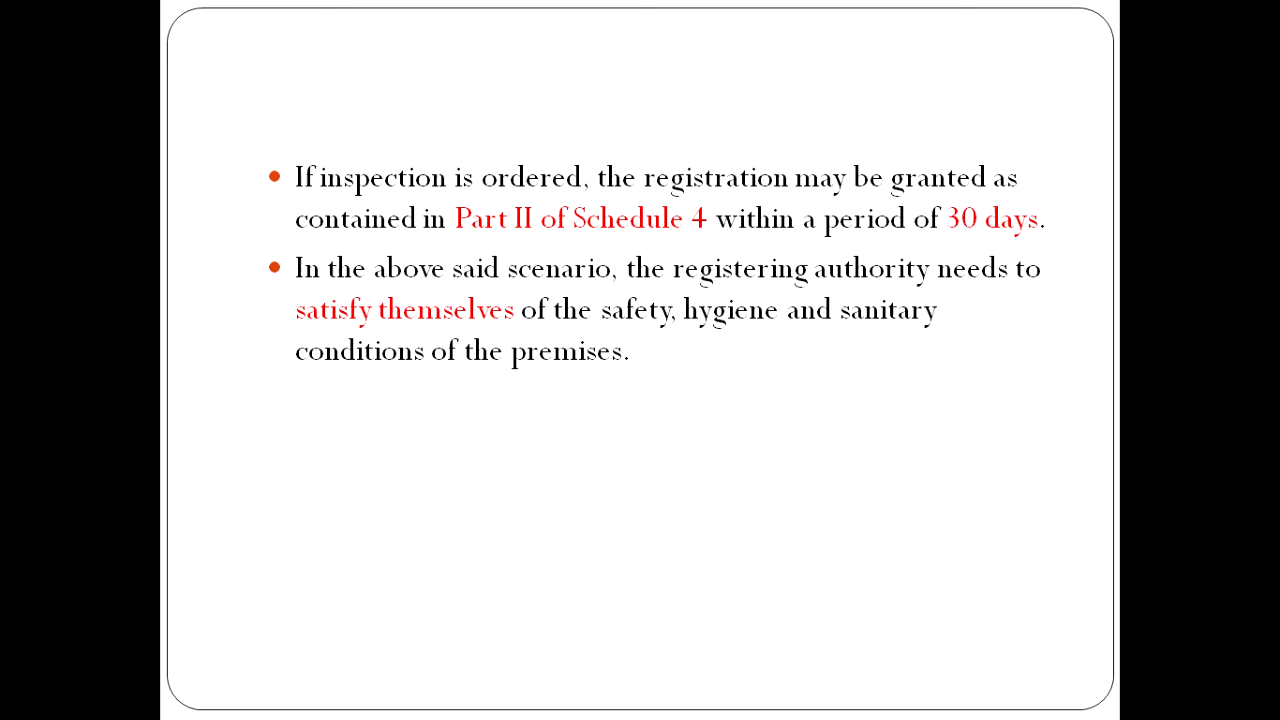 • If inspection is ordered, the registration may be granted as
contained in Part II of Schedule 4 within a period of 30 days.
• In the above said scenario, the registering authority needs to
satisfy themselves of the safety, hygiene and sanitary
conditions of the premises.